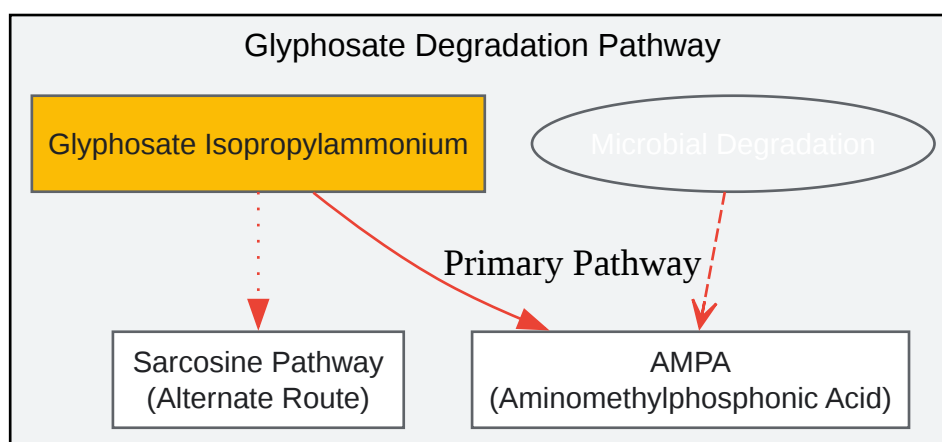 Glyphosate Degradation Pathway
Glyphosate Isopropylammonium
Microbial Degradation
Primary Pathway
Sarcosine Pathway
(Alternate Route)
AMPA
(Aminomethylphosphonic Acid)